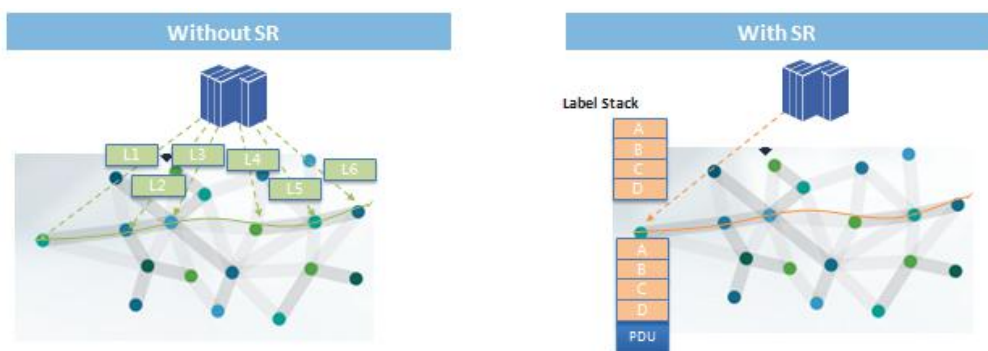 Without SR
With SR
Label Stack
A
B
C
D
L1
L3
L4
L6
L2
L5
A
B
C
D
PDU